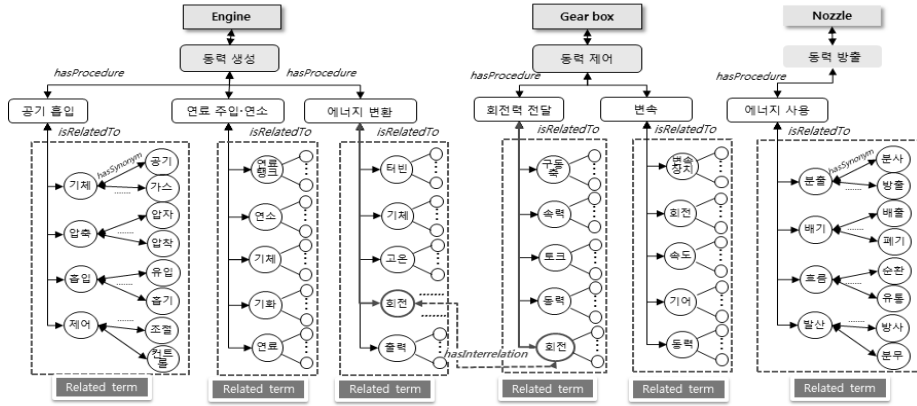 Engine
Gear box
Nozzle
동력 생성
동력 제어
동력 방출
hasProcedure
hasProcedure
hasProcedure
hasProcedure
hasProcedure
공기 흡입
연료 주입·연소
에너지 변환
회전력 전달
변속
에너지 사용
isRelatedTo
isRelatedTo
isRelatedTo
isRelatedTo
isRelatedTo
isRelatedTo
기체
hasSynonym
공기
가스
압축
압자
압착
흡입
유입
흡기
제어
조절
컨트
롤
연료
탱크
연소
기체
기화
연료
터빈
기체
고온
회전
출력
hasInterrelation
구동
축
속력
토크
동력
회전
변속
장치
회전
속도
기어
동력
분출
hasSynonym
분사
방출
배기
배출
폐기
흐름
순환
유통
발산
방사
분무
Related term
Related term
Related term
Related term
Related term
Related term